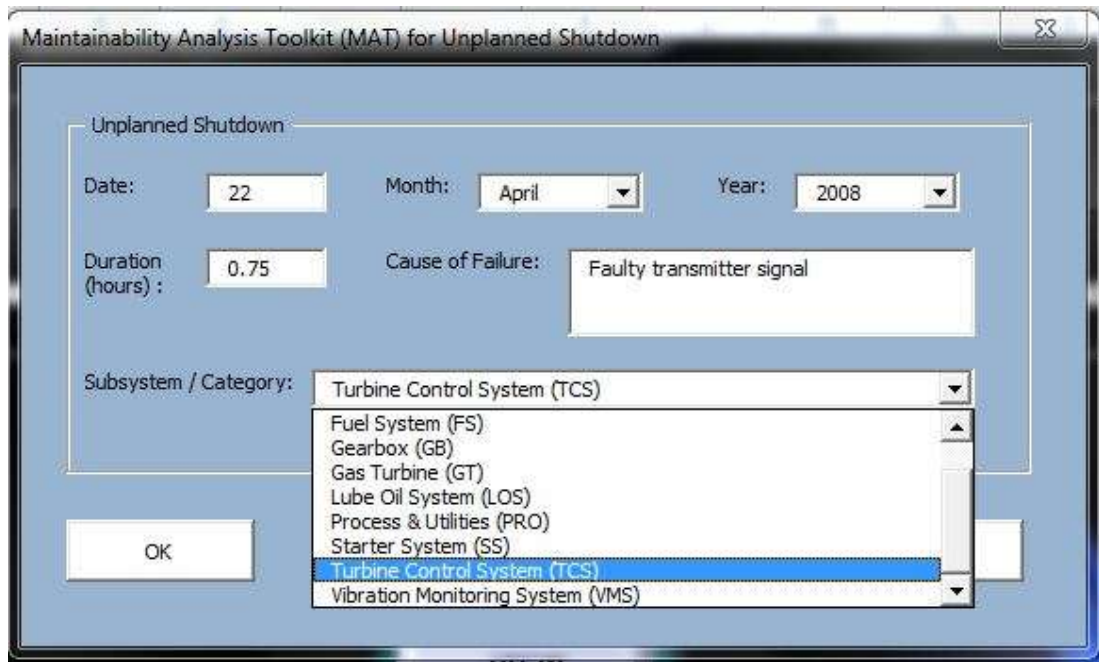 Maintainability Analysis Toolkit (MAT) for Unplanned Shutdown
Unplanned Shutdown
Date: 22 Month: April Year: 2008
Duration (hours) : 0.75 Cause of Failure: Faulty transmitter signal
Subsystem / Category: Turbine Control System (TCS)
Fuel System (FS)
Gearbox (GB)
Gas Turbine (GT)
Lube Oil System (LOS)
Process & Utilities (PRO)
Starter System (SS)
Turbine Control System (TCS)
Vibration Monitoring System (VMS)
OK